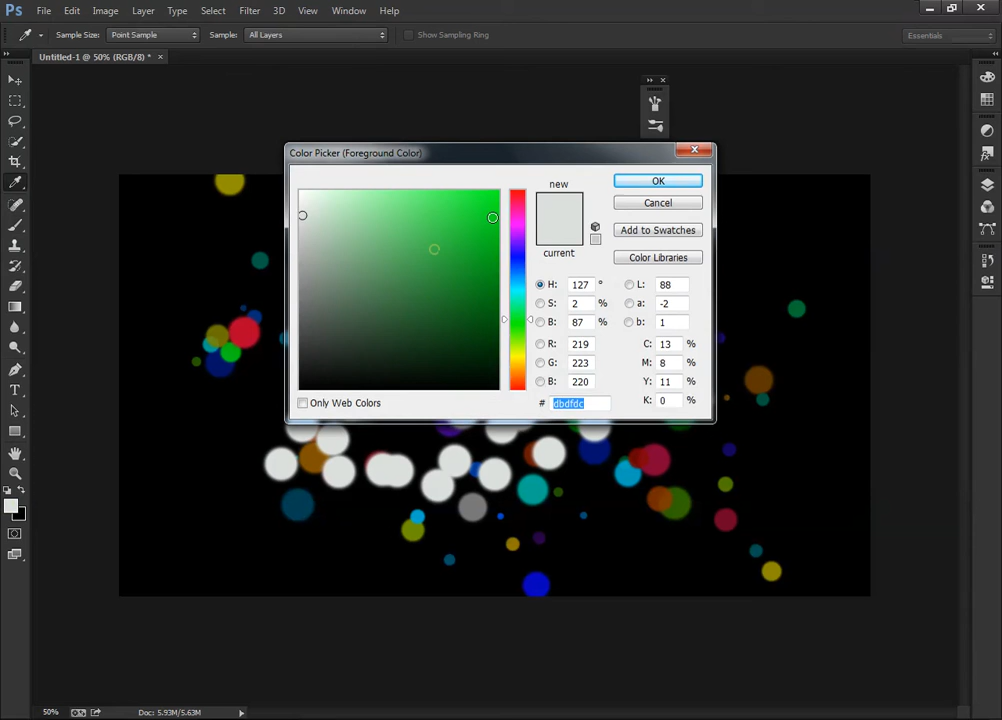 Ps File Edit Image Layer Type Select Filter 3D View Window Help
Sample Size: Point Sample Sample: All Layers Show Sampling Ring Essentials
Untitled-1 @ 50% (RGB/8) *
Color Picker (Foreground Color)
new
OK
Cancel
Add to Swatches
current
Color Libraries
H: 127 ° L: 88
S: 2 % a: -2
B: 87 % b: 1
R: 219 C: 13 %
G: 223 M: 8 %
B: 220 Y: 11 %
Only Web Colors # dbdfdc K: 0 %
T
50% Doc: 5.93M/5.63M